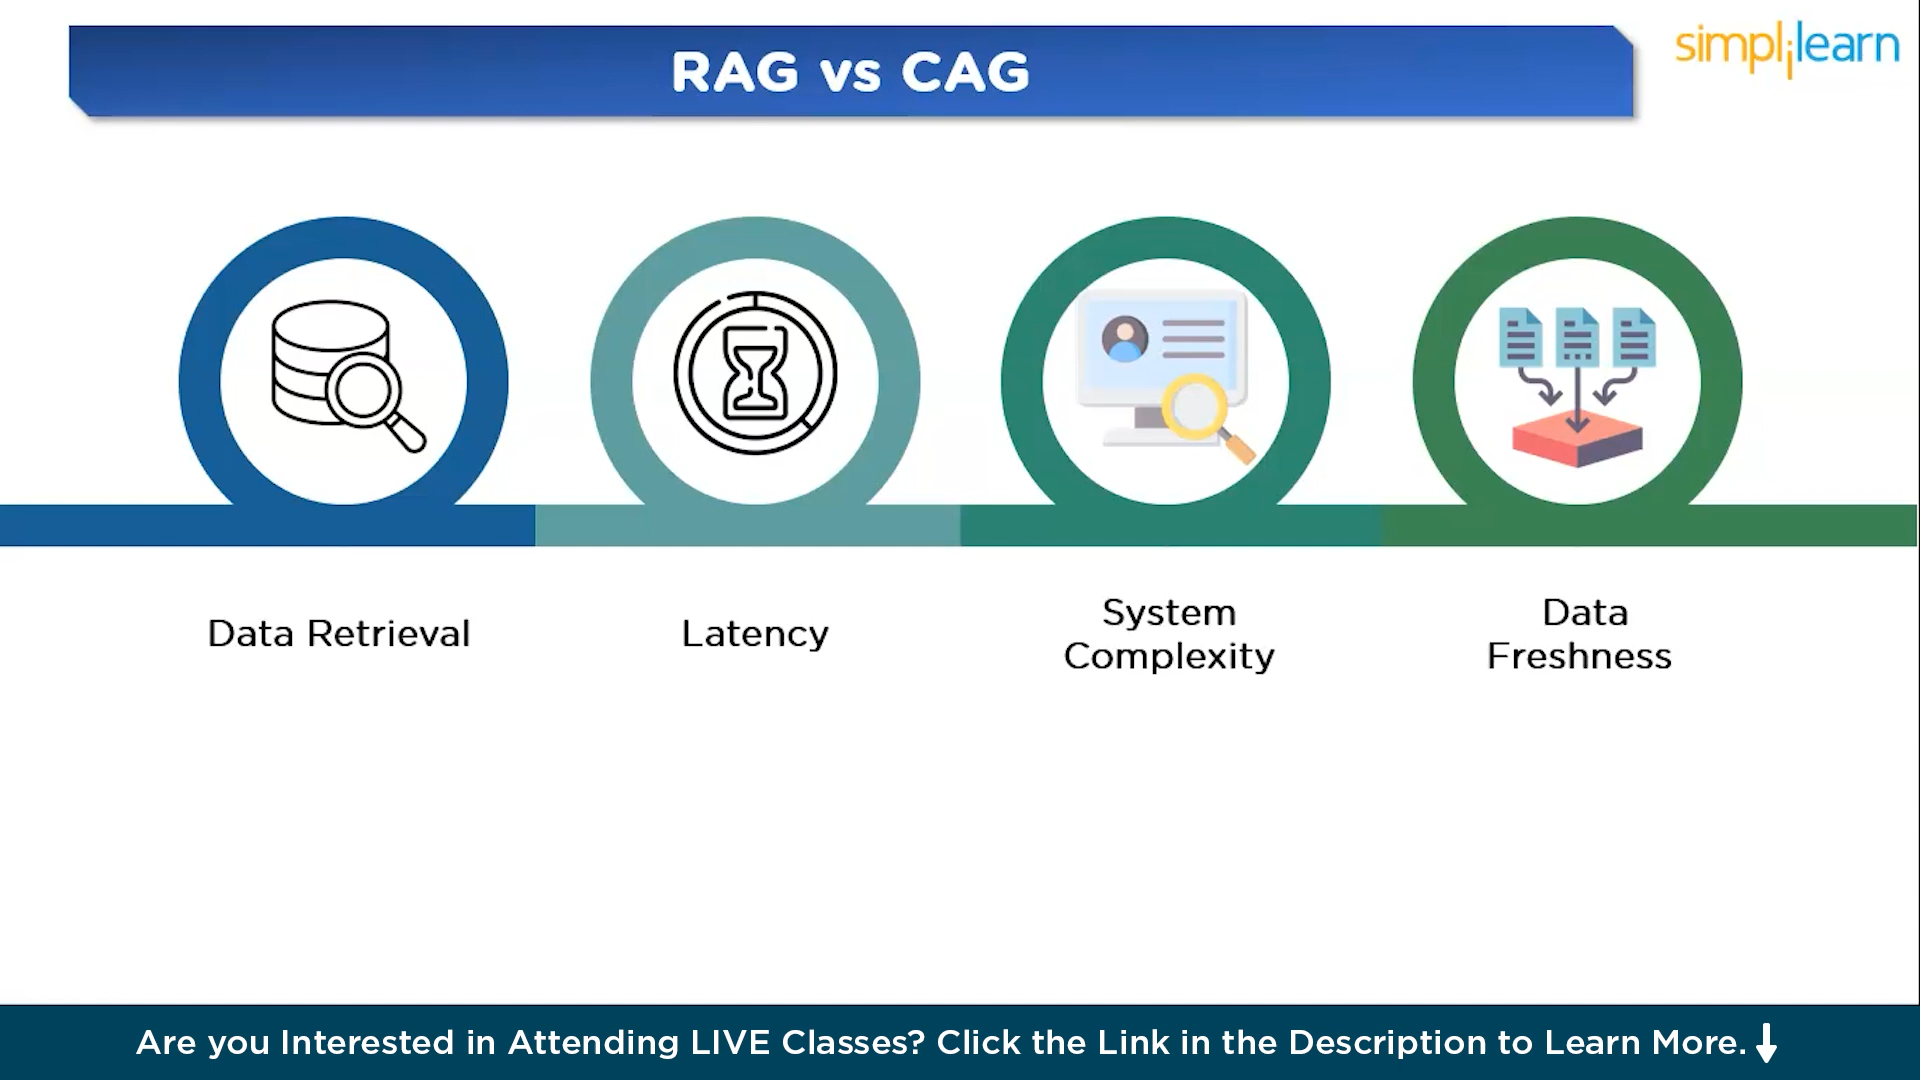 RAG vs CAG
simplilearn
Data Retrieval
Latency
System
Complexity
Data
Freshness
Are you Interested in Attending LIVE Classes? Click the Link in the Description to Learn More.